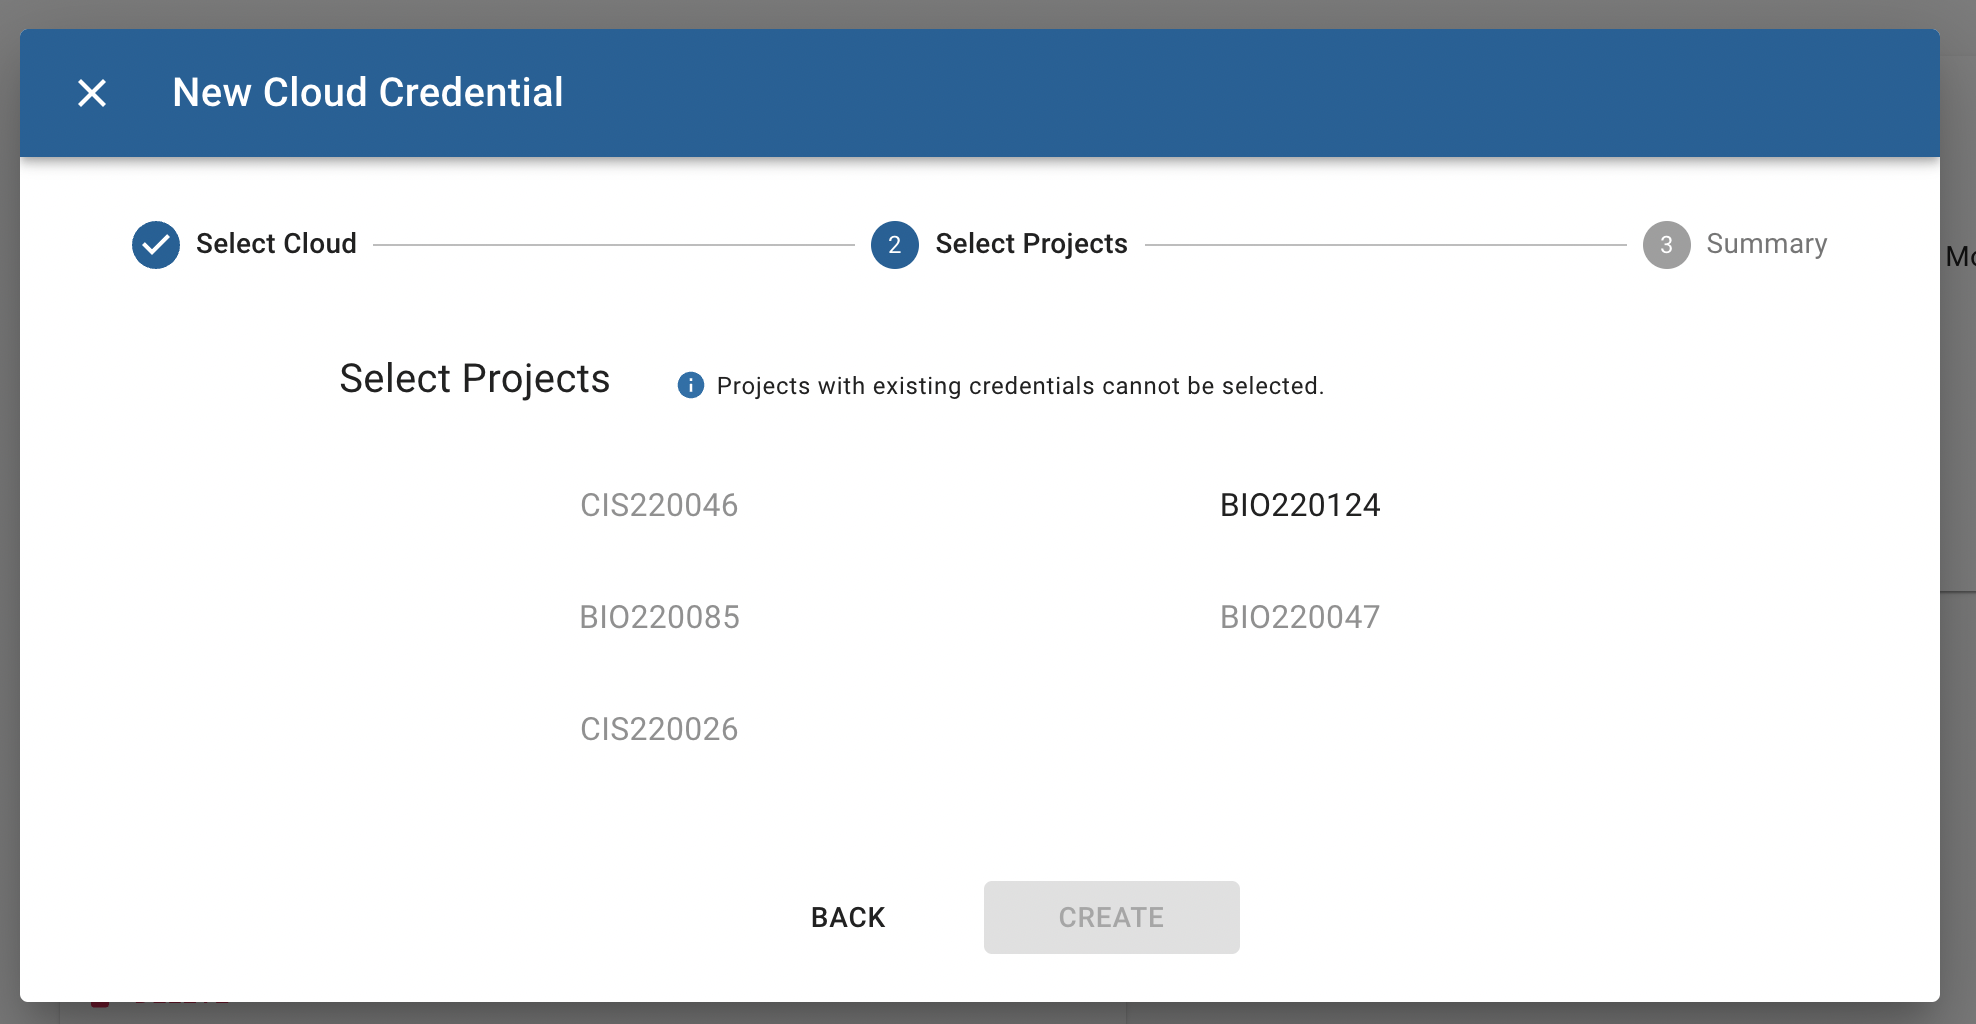 New Cloud Credential
Select Cloud
2 Select Projects
3 Summary
Select Projects
Projects with existing credentials cannot be selected.
CIS220046 BIO220124
BIO220085 BIO220047
CIS220026
BACK CREATE